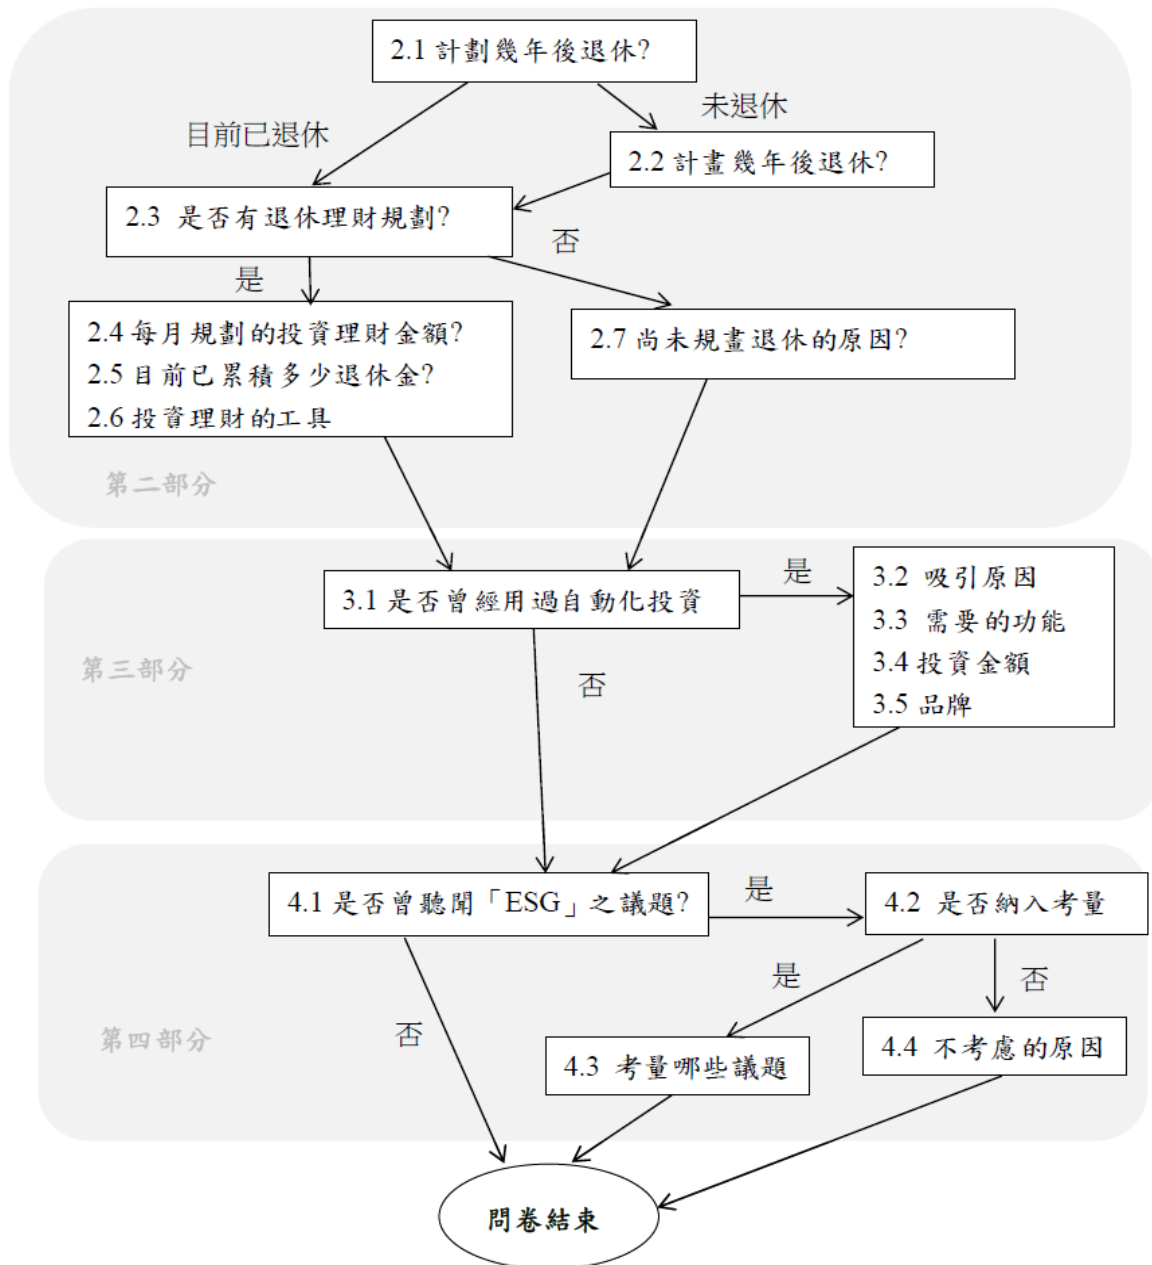 2.1 計劃幾年後退休?
目前已退休
未退休
2.2 計畫幾年後退休?
2.3 是否有退休理財規劃?
是
否
2.4 每月規劃的投資理財金額?
2.5 目前已累積多少退休金?
2.6 投資理財的工具
2.7 尚未規畫退休的原因?
第二部分
3.1 是否曾經用過自動化投資
是
3.2 吸引原因
3.3 需要的功能
3.4 投資金額
3.5 品牌
否
第三部分
4.1 是否曾聽聞「ESG」之議題?
是
4.2 是否納入考量
是
否
否
4.3 考量哪些議題
4.4 不考慮的原因
第四部分
問卷結束